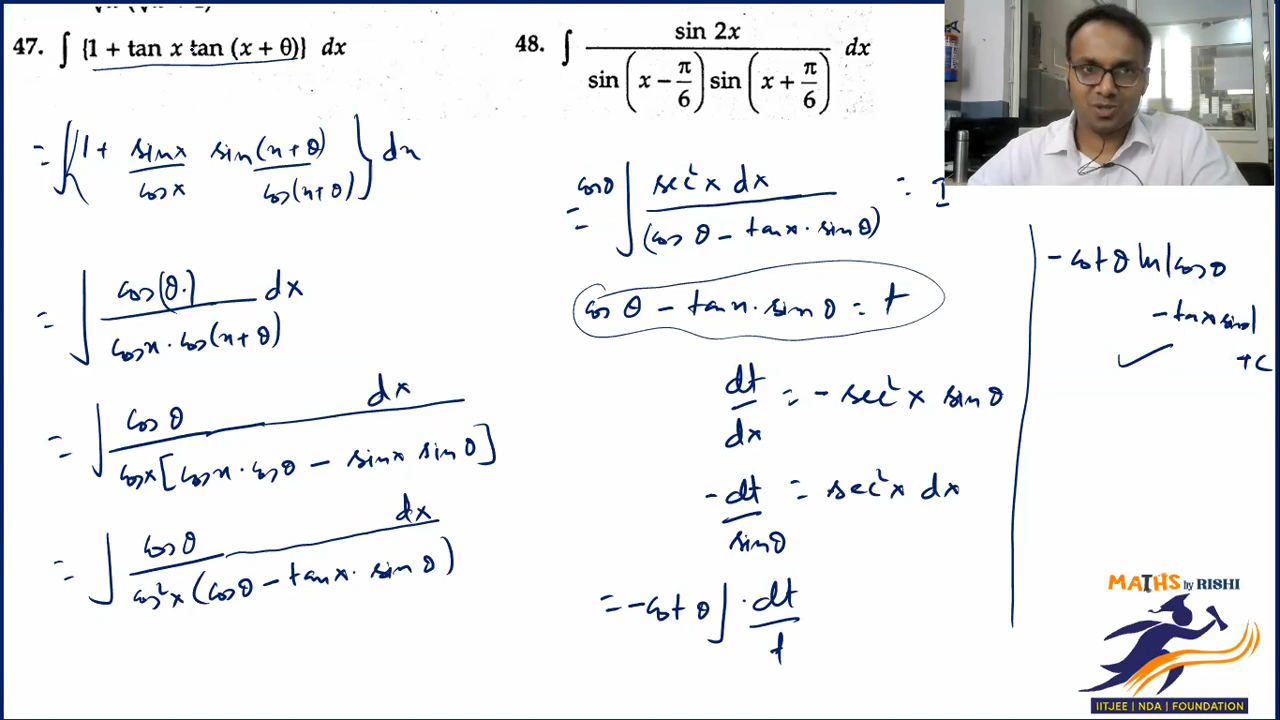 47. ∫ {1 + tan x tan (x + θ)} dx
48. ∫ sin 2x / (sin(x − π/6) sin(x + π/6)) dx
= ∫{1 + sinx/cosx sin(x+θ)/cos(x+θ)} dx
= ∫ cos(θ.)/(cosx · cos(x+θ)) dx
= ∫ cosθ dx/(cosx[cosx · cosθ − sinx sinθ])
= ∫ cosθ dx/(cos²x (cosθ − tanx · sinθ))
= cosθ ∫ sec²x dx/(cosθ − tanx · sinθ) = I
cosθ − tanx · sinθ = t
dt/dx = − sec²x sinθ
−dt/sinθ = sec²x dx
= −cotθ ∫ · dt/t
− cotθ ln|cosθ
− tanx sinθ|
+c
MATHS by RISHI
IITJEE | NDA | FOUNDATION